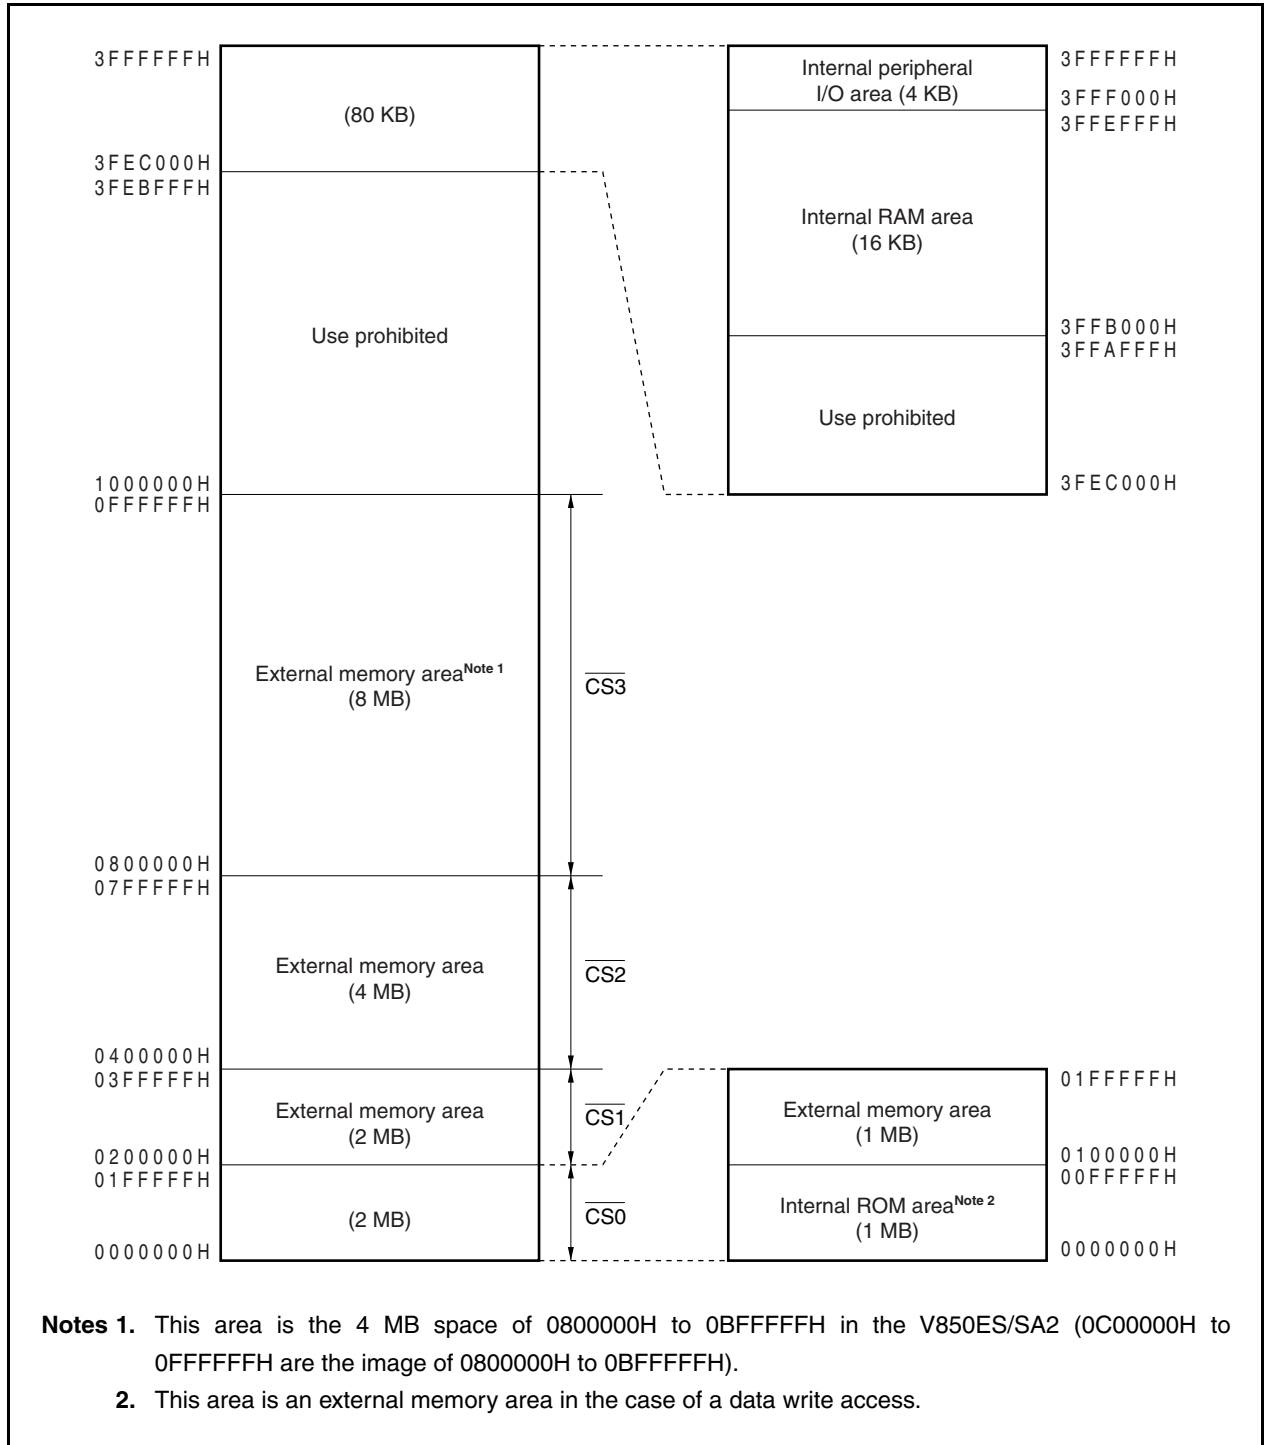 3FFFFFFH
(80 KB)
3FEC000H
3FEBFFFH
Use prohibited
1000000H
0FFFFFFH
External memory areaNote 1
(8 MB)
CS3
0800000H
07FFFFFH
External memory area
(4 MB)
CS2
0400000H
03FFFFFH
External memory area
(2 MB)
CS1
0200000H
01FFFFFH
(2 MB)
CS0
0000000H
Internal peripheral
I/O area (4 KB)
3FFFFFFH
3FFF000H
3FFEFFFH
Internal RAM area
(16 KB)
3FFB000H
3FFAFFFH
Use prohibited
3FEC000H
01FFFFFH
External memory area
(1 MB)
0100000H
00FFFFFH
Internal ROM areaNote 2
(1 MB)
0000000H
Notes 1. This area is the 4 MB space of 0800000H to 0BFFFFFH in the V850ES/SA2 (0C00000H to
0FFFFFFH are the image of 0800000H to 0BFFFFFH).
2. This area is an external memory area in the case of a data write access.